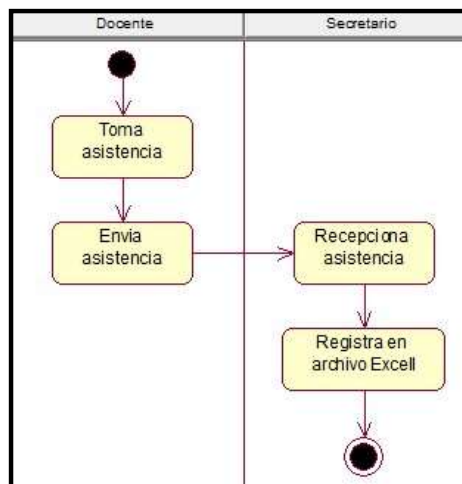 Docente
Secretario
Toma
asistencia
Envia
asistencia
Recepciona
asistencia
Registra en
archivo Excell